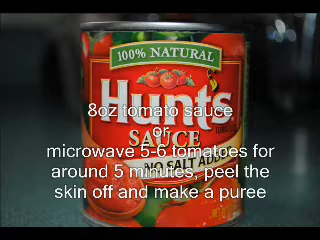 100% NATURAL
Hunts
8oz tomato sauce
or
SAUCE
microwave 5-6 tomatoes for
NO SALT ADDED
around 5 minutes, peel the
skin off and make a puree